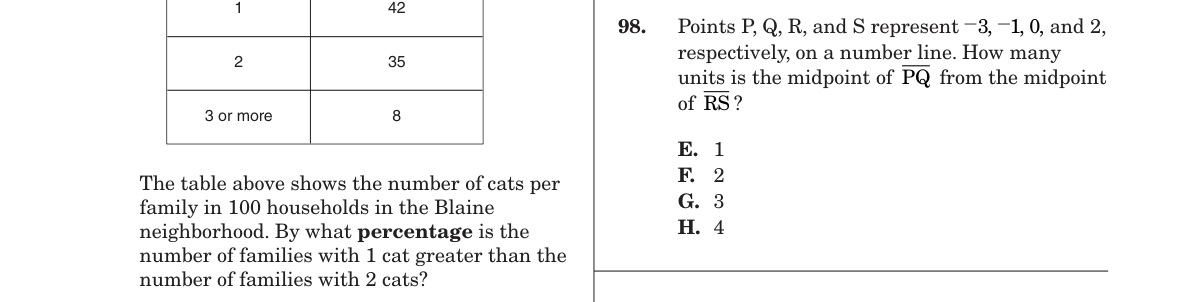 1 42
2 35
3 or more 8
The table above shows the number of cats per
family in 100 households in the Blaine
neighborhood. By what percentage is the
number of families with 1 cat greater than the
number of families with 2 cats?
98. Points P, Q, R, and S represent −3, −1, 0, and 2,
respectively, on a number line. How many
units is the midpoint of PQ from the midpoint
of RS?
E. 1
F. 2
G. 3
H. 4